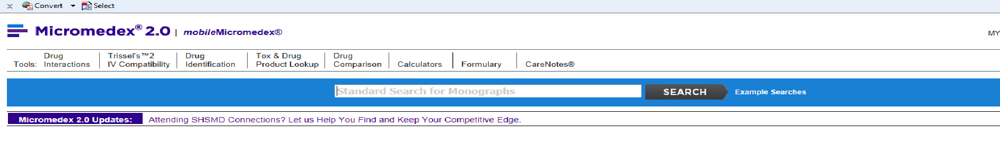 x Convert Select
Micromedex® 2.0 | mobileMicromedex®
MY
Tools: Drug Interactions
Trissel's™2 IV Compatibility
Drug Identification
Tox & Drug Product Lookup
Drug Comparison
Calculators
Formulary
CareNotes®
Standard Search for Monographs SEARCH Example Searches
Micromedex 2.0 Updates: Attending SHSMD Connections? Let us Help You Find and Keep Your Competitive Edge.